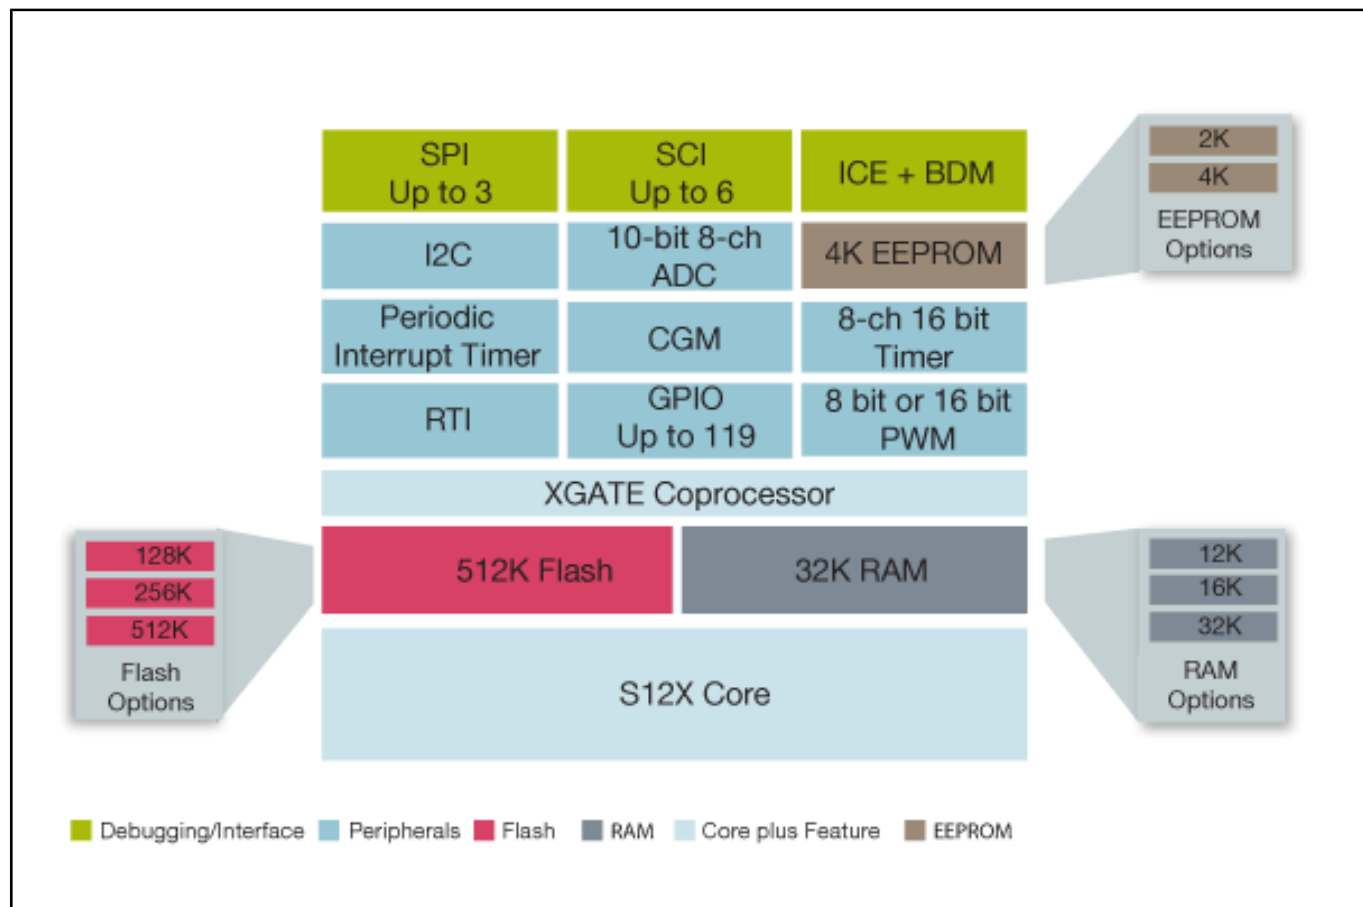 SPI
Up to 3
SCI
Up to 6
ICE + BDM
I2C
10-bit 8-ch
ADC
4K EEPROM
Periodic
Interrupt Timer
CGM
8-ch 16 bit
Timer
RTI
GPIO
Up to 119
8 bit or 16 bit
PWM
XGATE Coprocessor
512K Flash
32K RAM
S12X Core
2K
4K
EEPROM
Options
128K
256K
512K
Flash
Options
12K
16K
32K
RAM
Options
Debugging/Interface
Peripherals
Flash
RAM
Core plus Feature
EEPROM